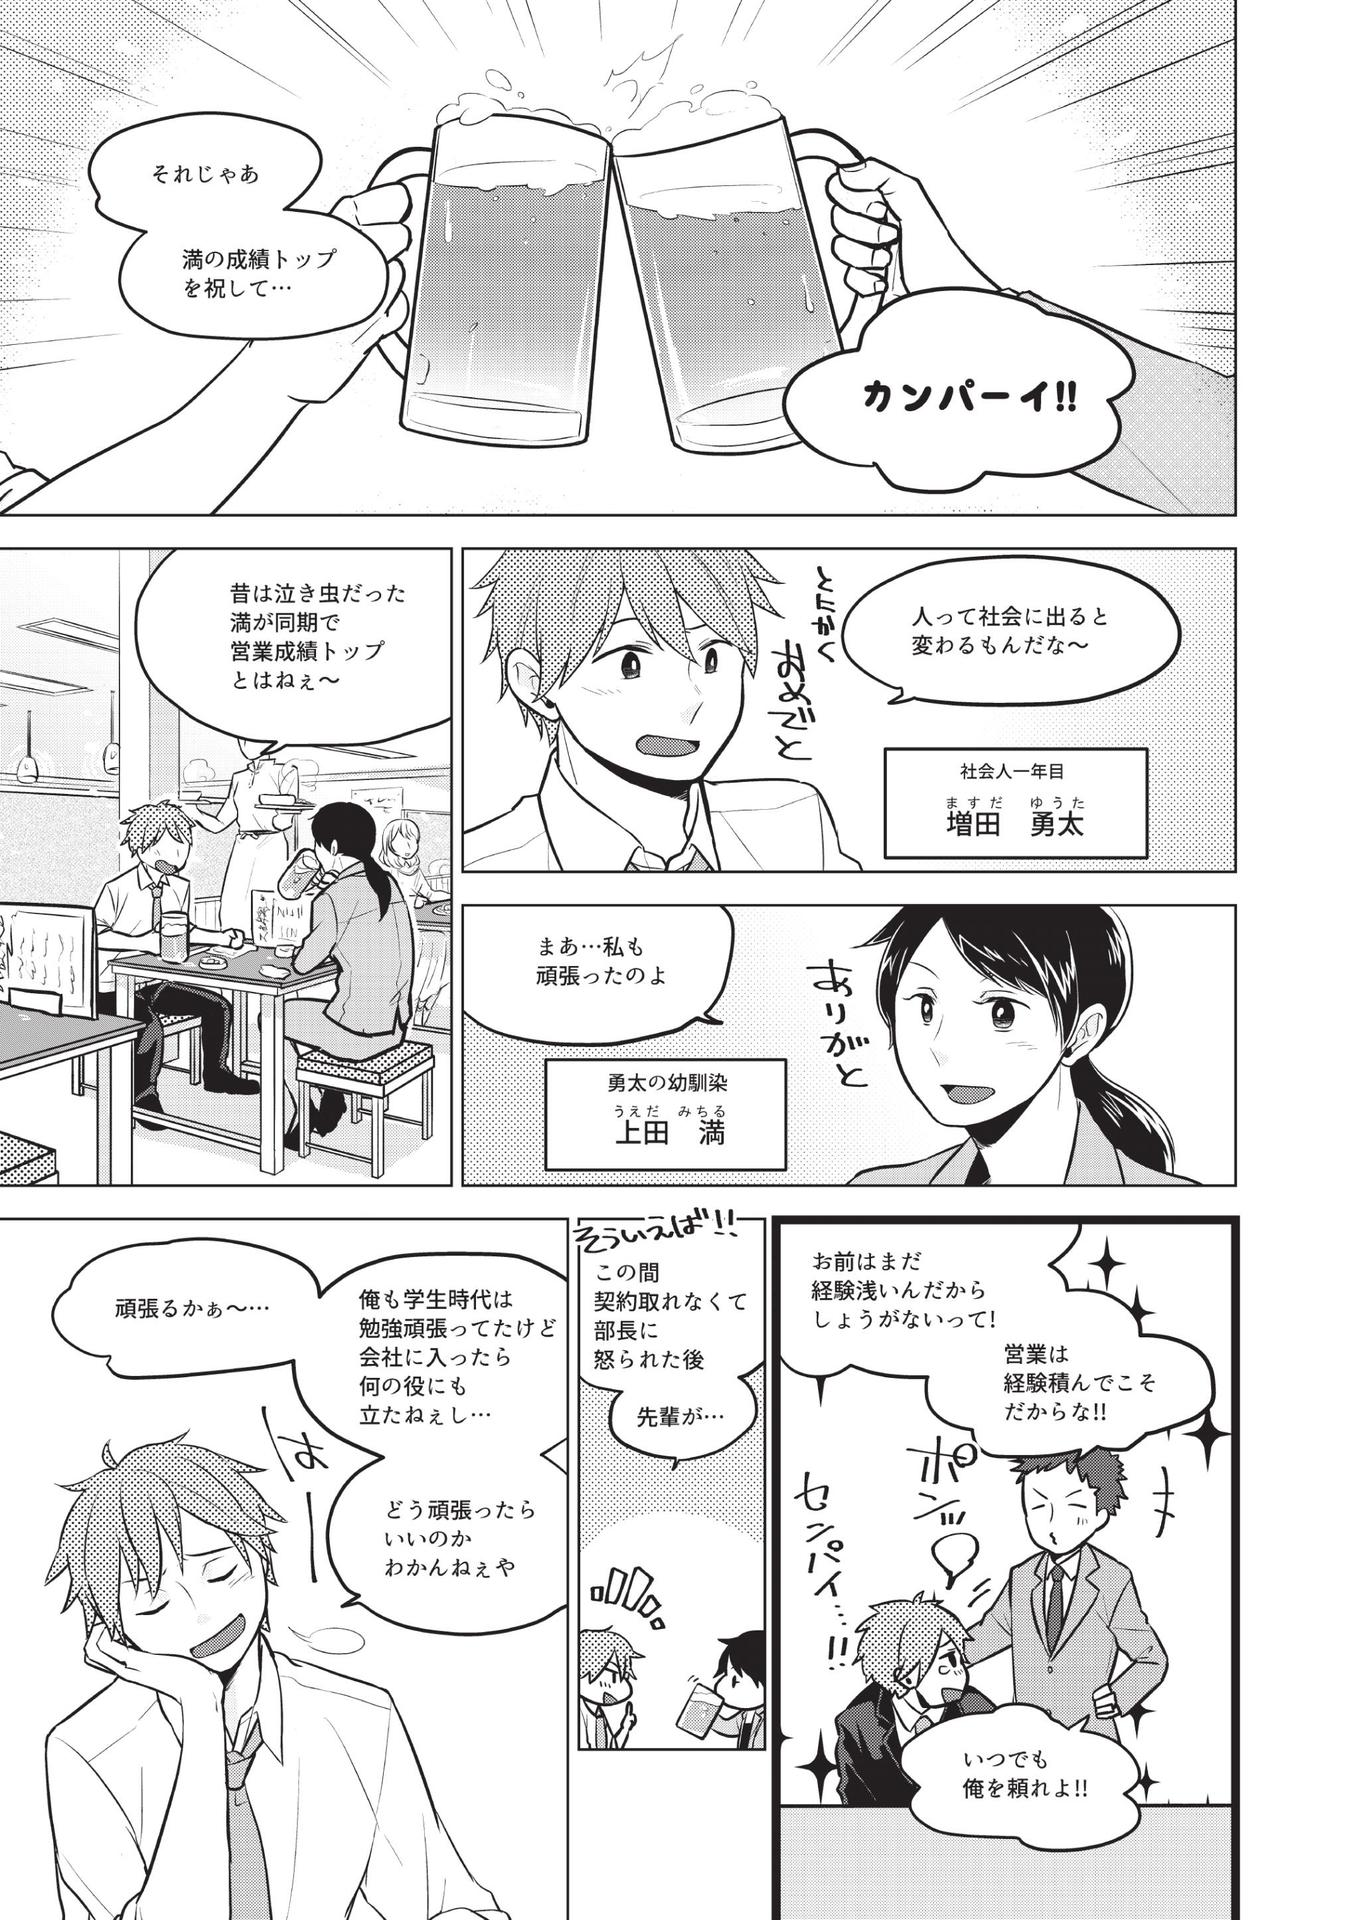 それじゃあ
満の成績トップ
を祝して…
カンパーイ!!
昔は泣き虫だった
満が同期で
営業成績トップ
とはねぇ～
人って社会に出ると
変わるもんだな～
とにかく
おめでと
社会人一年目
ますだ ゆうた
増田 勇太
まあ…私も
頑張ったのよ
ありがと
勇太の幼馴染
うえだ みちる
上田 満
頑張るかぁ～…
俺も学生時代は
勉強頑張ってたけど
会社に入ったら
何の役にも
立たねぇし…
どう頑張ったら
いいのか
わかんねぇや
はー
そういえば!!
この間
契約取れなくて
部長に
怒られた後
先輩が…
お前はまだ
経験浅いんだから
しょうがないって!
営業は
経験積んでこそ
だからな!!
ポンッ
センパイ…!!
いつでも
俺を頼れよ!!